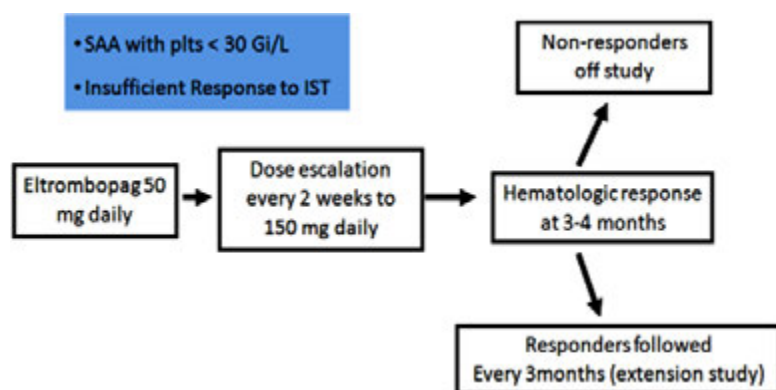 • SAA with plts < 30 Gi/L
• Insufficient Response to IST
Eltrombopag 50
mg daily
Dose escalation
every 2 weeks to
150 mg daily
Hematologic response
at 3-4 months
Non-responders
off study
Responders followed
Every 3months (extension study)